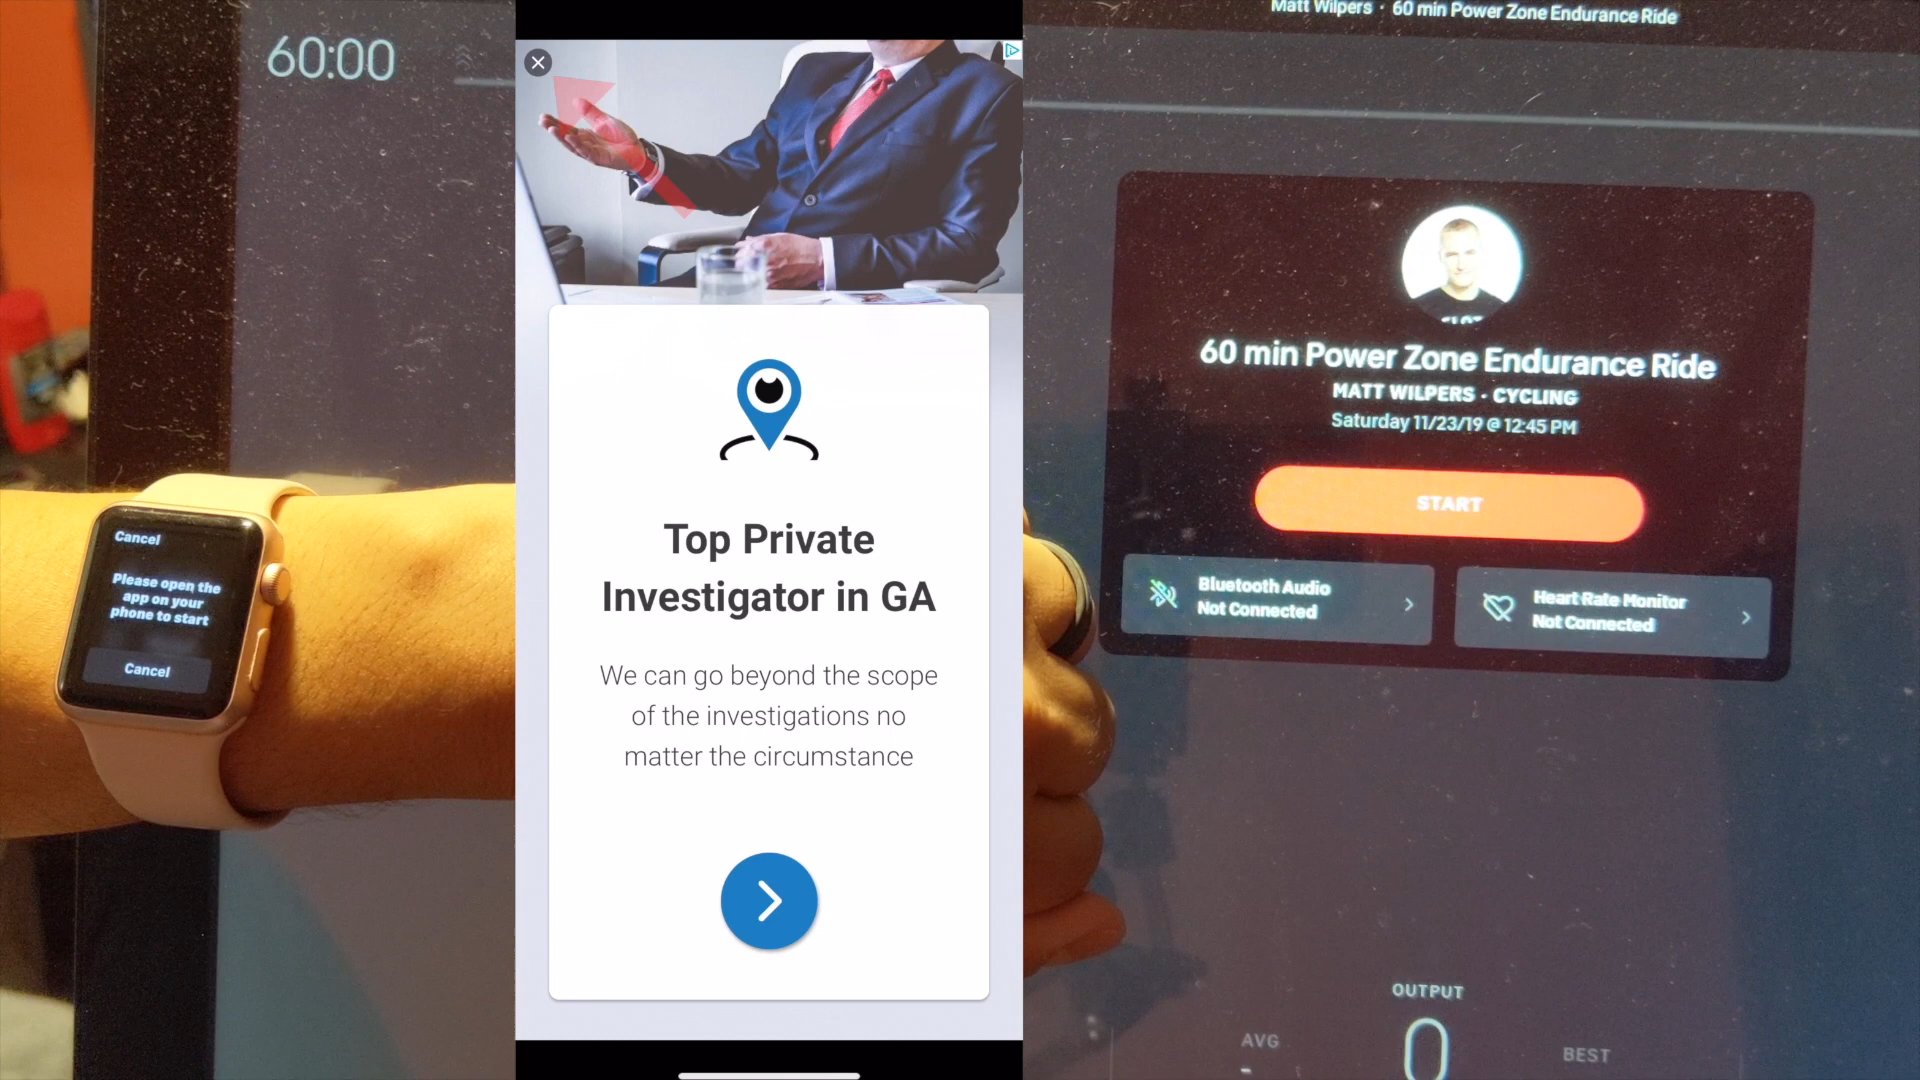 60:00
Cancel
Please open the
app on your
phone to start
Cancel
Top Private
Investigator in GA
We can go beyond the scope
of the investigations no
matter the circumstance
Matt Wilpers · 60 min Power Zone Endurance Ride
60 min Power Zone Endurance Ride
MATT WILPERS · CYCLING
Saturday 11/23/19 @ 12:45 PM
START
Bluetooth Audio
Not Connected
Heart Rate Monitor
Not Connected
OUTPUT
AVG
0
BEST
-